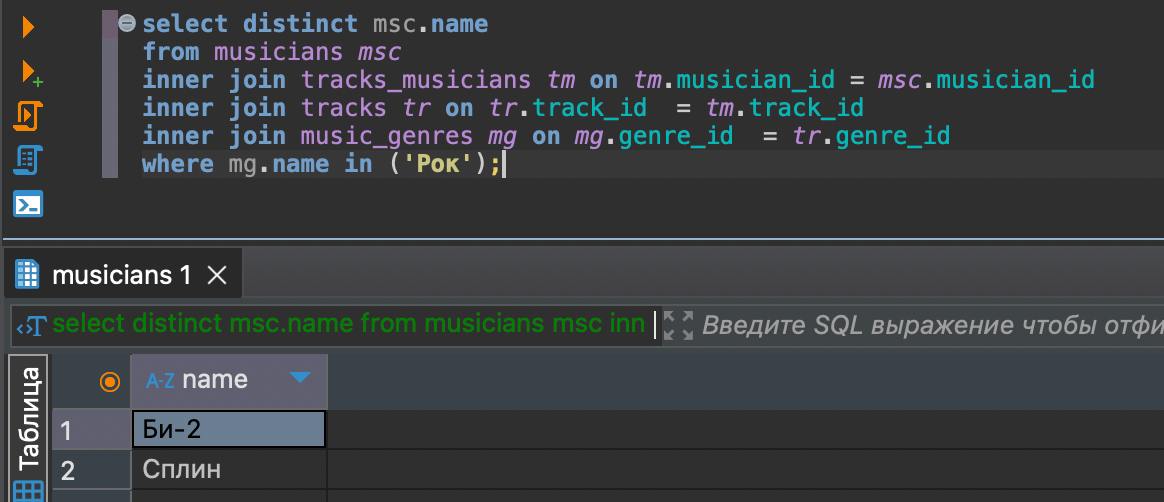 select distinct msc.name
from musicians msc
inner join tracks_musicians tm on tm.musician_id = msc.musician_id
inner join tracks tr on tr.track_id  = tm.track_id
inner join music_genres mg on mg.genre_id  = tr.genre_id
where mg.name in ('Рок');
musicians 1
select distinct msc.name from musicians msc inn
Введите SQL выражение чтобы отфи
Таблица
A-Z name
1 Би-2
2 Сплин